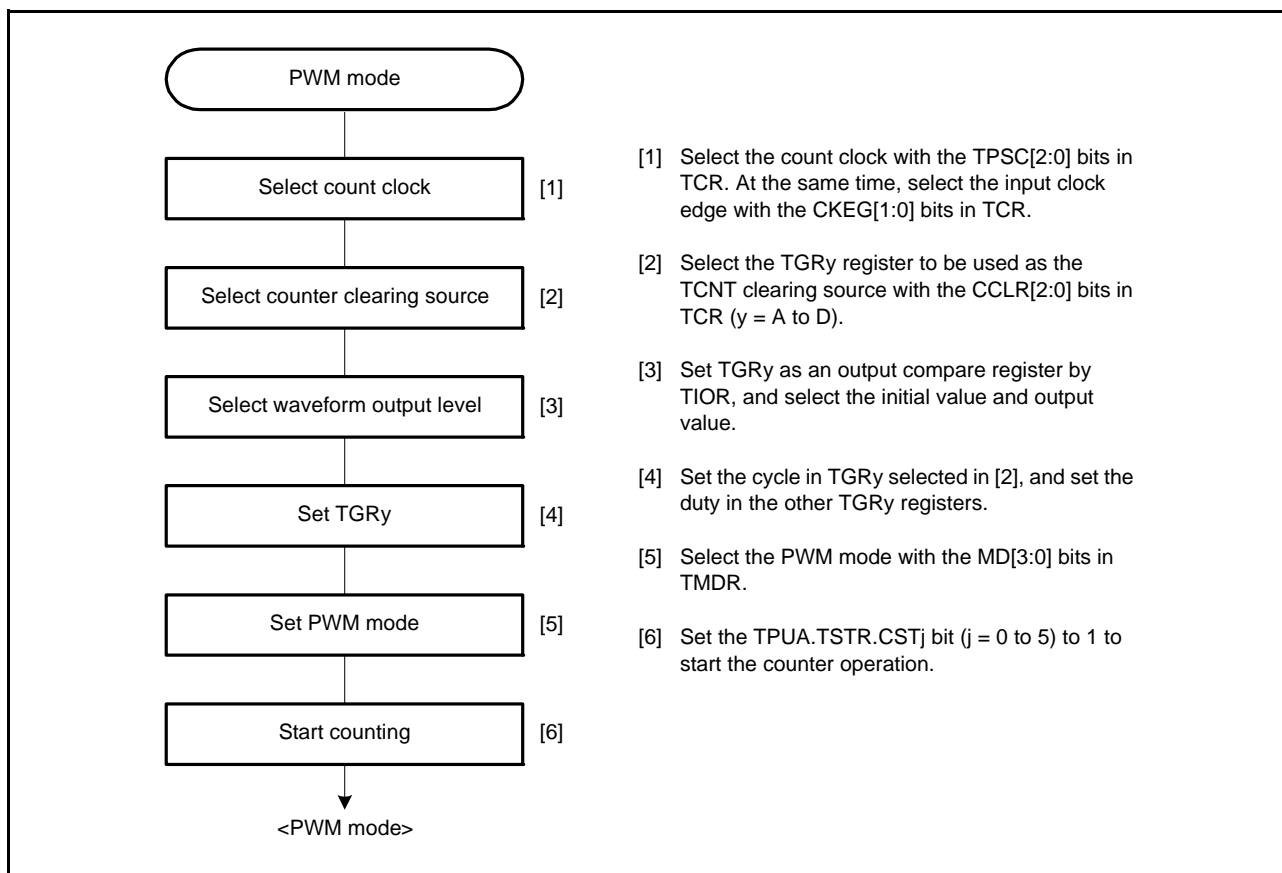 PWM mode
Select count clock
[1]
Select counter clearing source
[2]
Select waveform output level
[3]
Set TGRy
[4]
Set PWM mode
[5]
Start counting
[6]
<PWM mode>
[1] Select the count clock with the TPSC[2:0] bits in
TCR. At the same time, select the input clock
edge with the CKEG[1:0] bits in TCR.
[2] Select the TGRy register to be used as the
TCNT clearing source with the CCLR[2:0] bits in
TCR (y = A to D).
[3] Set TGRy as an output compare register by
TIOR, and select the initial value and output
value.
[4] Set the cycle in TGRy selected in [2], and set the
duty in the other TGRy registers.
[5] Select the PWM mode with the MD[3:0] bits in
TMDR.
[6] Set the TPUA.TSTR.CSTj bit (j = 0 to 5) to 1 to
start the counter operation.